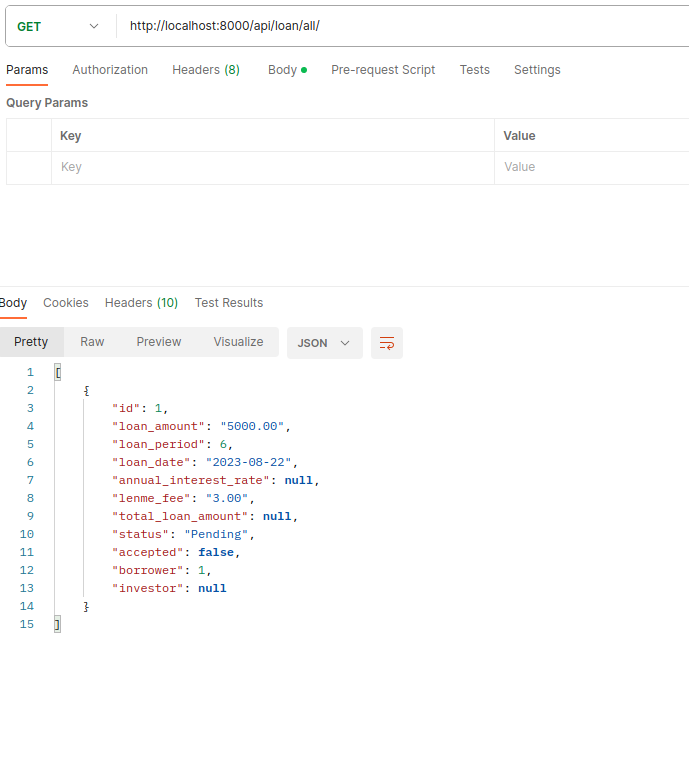 GET http://localhost:8000/api/loan/all/
Params Authorization Headers (8) Body Pre-request Script Tests Settings
Query Params
Key Value
Key Value
Body Cookies Headers (10) Test Results
Pretty Raw Preview Visualize JSON
1 [
2 {
3 "id": 1,
4 "loan_amount": "5000.00",
5 "loan_period": 6,
6 "loan_date": "2023-08-22",
7 "annual_interest_rate": null,
8 "lenme_fee": "3.00",
9 "total_loan_amount": null,
10 "status": "Pending",
11 "accepted": false,
12 "borrower": 1,
13 "investor": null
14 }
15 ]